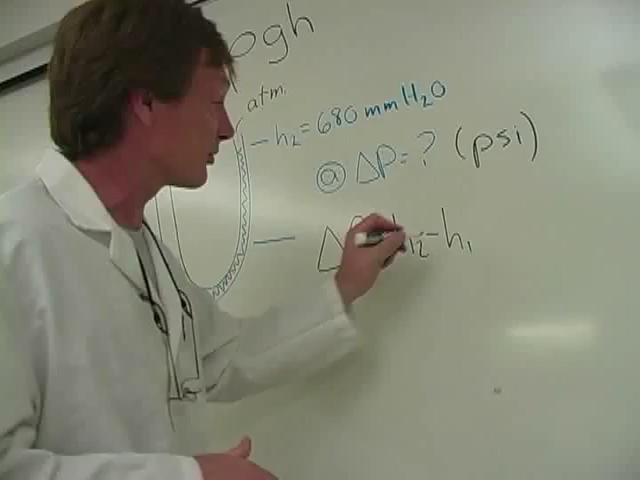 ρgh
atm.
h₂ = 680 mm H₂O
ⓐ ΔP = ? (psi)
Δ h₂ - h₁